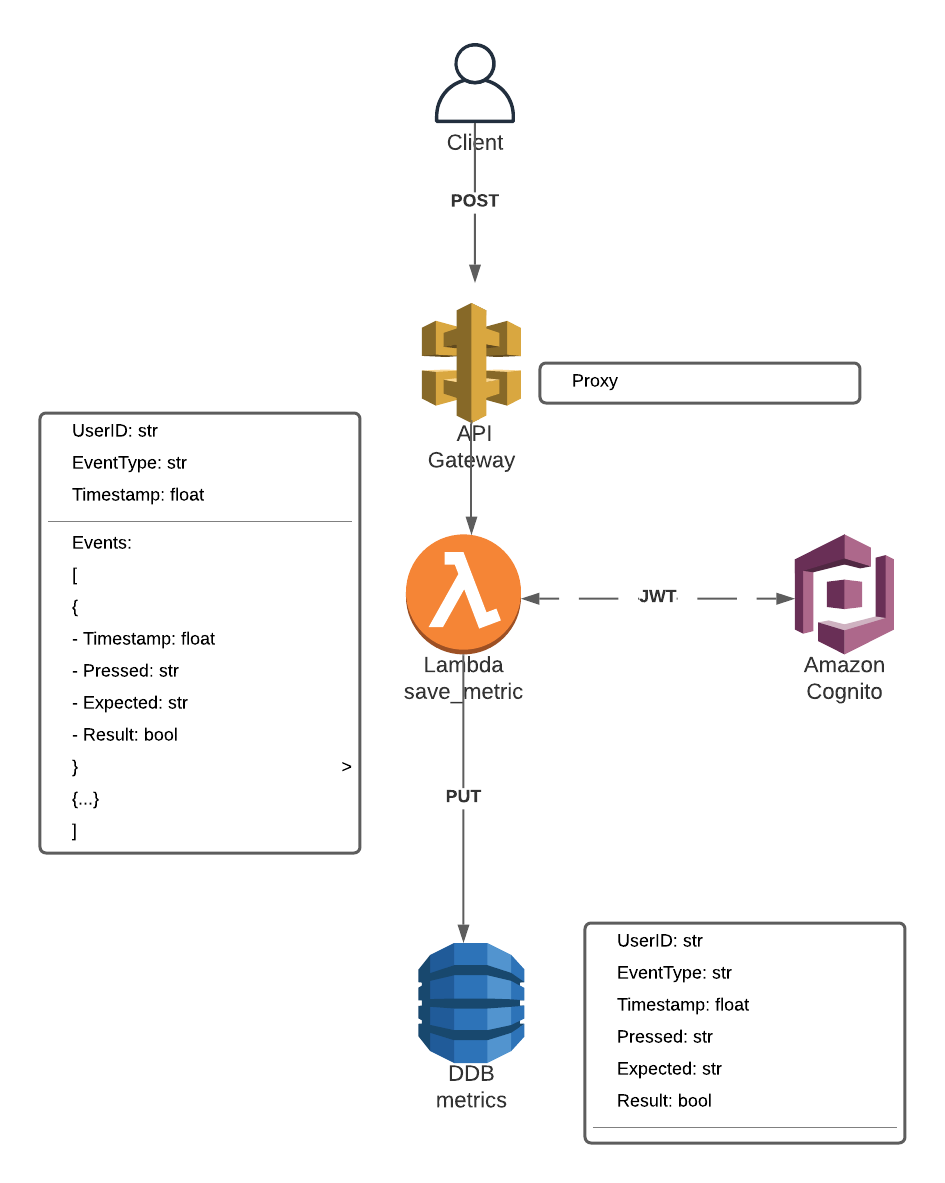 Client
POST
API
Gateway
Proxy
UserID: str
EventType: str
Timestamp: float
Events:
[
{
- Timestamp: float
- Pressed: str
- Expected: str
- Result: bool
} >
{...}
]
Lambda
save_metric
JWT
Amazon
Cognito
PUT
DDB
metrics
UserID: str
EventType: str
Timestamp: float
Pressed: str
Expected: str
Result: bool